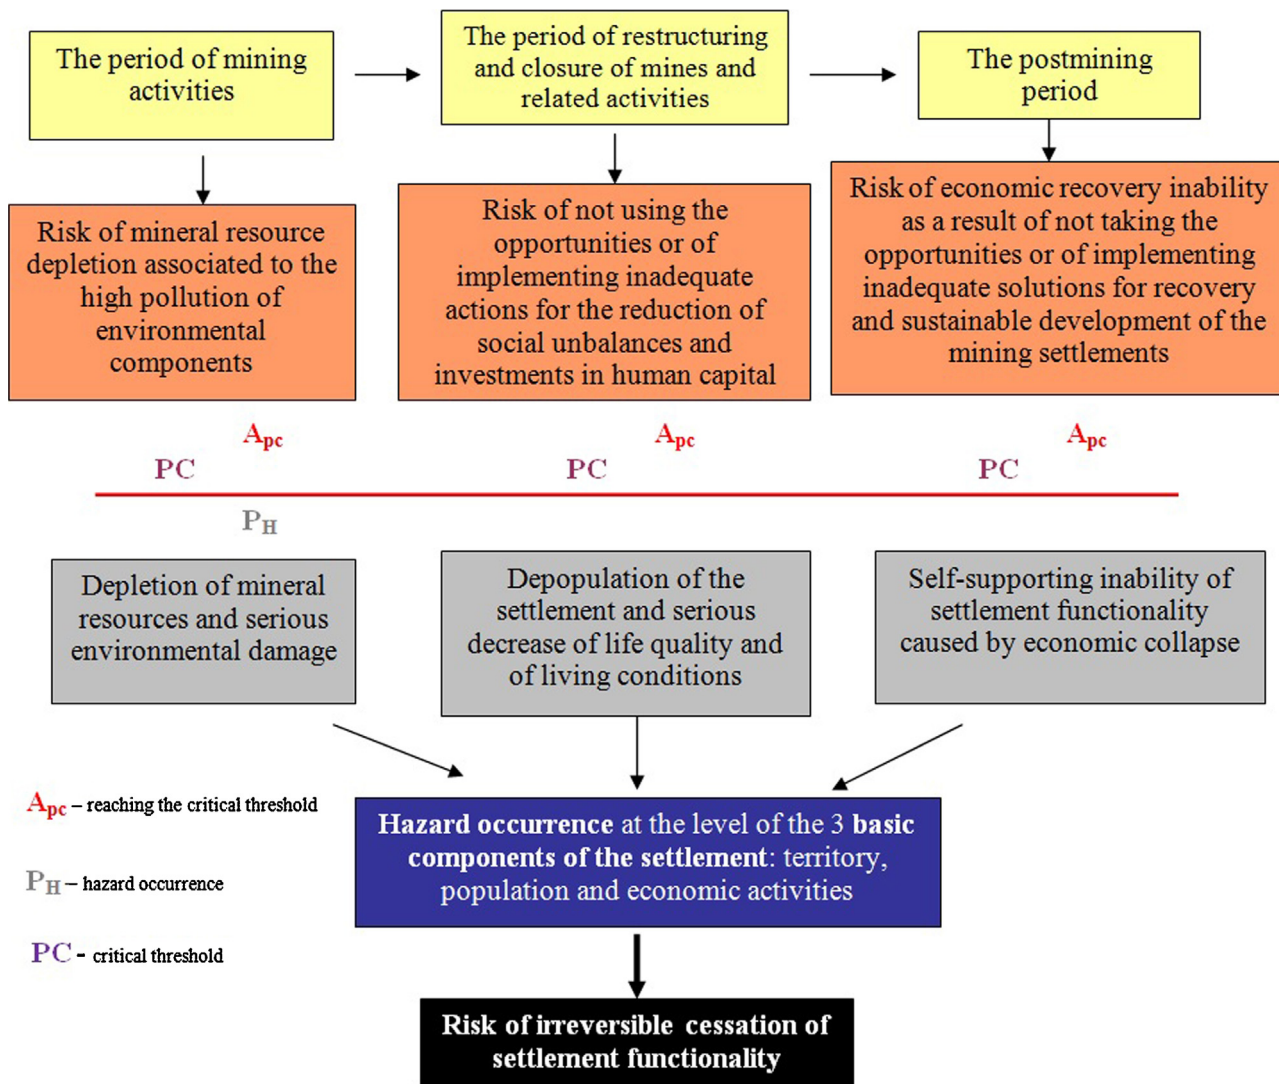 The period of mining
activities
The period of restructuring
and closure of mines and
related activities
The postmining
period
Risk of mineral resource
depletion associated to the
high pollution of
environmental
components
Risk of not using the
opportunities or of
implementing inadequate
actions for the reduction of
social unbalances and
investments in human capital
Risk of economic recovery inability
as a result of not taking the
opportunities or of implementing
inadequate solutions for recovery
and sustainable development of the
mining settlements
Apc
Apc
Apc
PC
PC
PC
PH
Depletion of mineral
resources and serious
environmental damage
Depopulation of the
settlement and serious
decrease of life quality and
of living conditions
Self-supporting inability of
settlement functionality
caused by economic collapse
Apc – reaching the critical threshold
PH – hazard occurrence
PC - critical threshold
Hazard occurrence at the level of the 3 basic
components of the settlement: territory,
population and economic activities
Risk of irreversible cessation of
settlement functionality